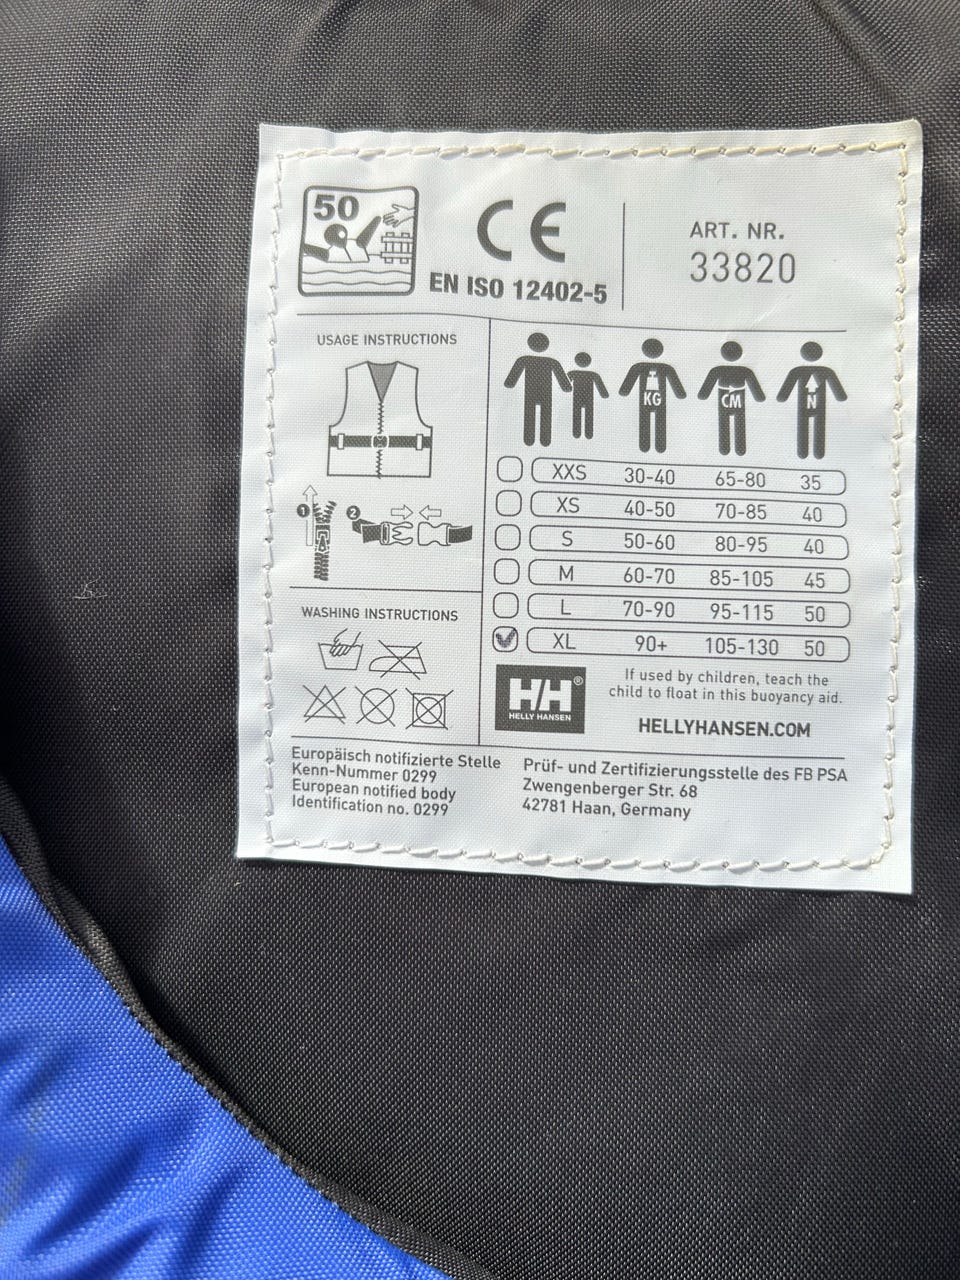 50
CE
EN ISO 12402-5
ART. NR.
33820
USAGE INSTRUCTIONS
1
2
WASHING INSTRUCTIONS
KG CM N
XXS 30-40 65-80 35
XS 40-50 70-85 40
S 50-60 80-95 40
M 60-70 85-105 45
L 70-90 95-115 50
XL 90+ 105-130 50
H/H®
HELLY HANSEN
If used by children, teach the
child to float in this buoyancy aid.
HELLYHANSEN.COM
Europäisch notifizierte Stelle
Kenn-Nummer 0299
European notified body
Identification no. 0299
Prüf- und Zertifizierungsstelle des FB PSA
Zwengenberger Str. 68
42781 Haan, Germany